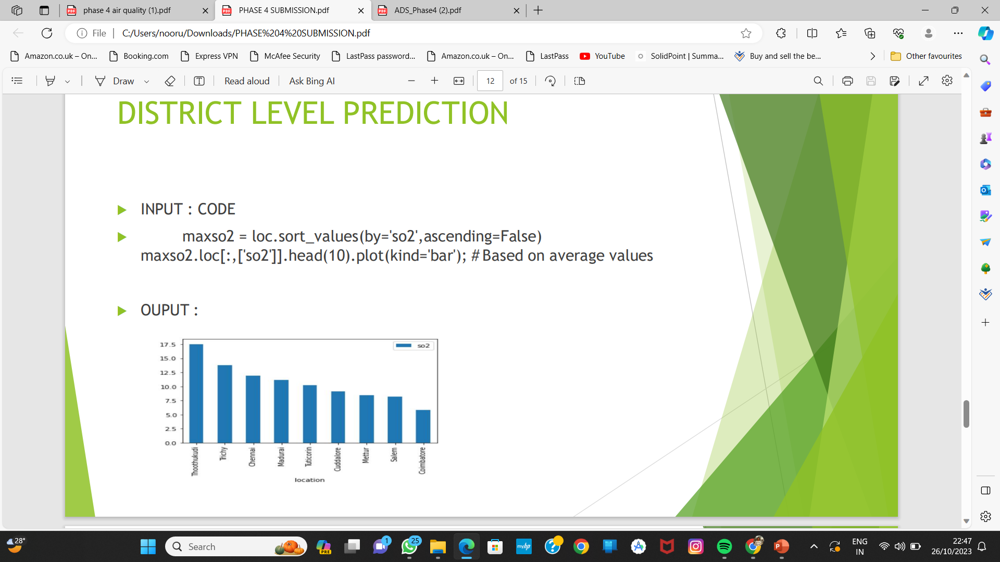 phase 4 air quality (1).pdf
PHASE 4 SUBMISSION.pdf
ADS_Phase4 (2).pdf
File
C:/Users/nooru/Downloads/PHASE%204%20SUBMISSION.pdf
Amazon.co.uk – On...
Booking.com
Express VPN
McAfee Security
LastPass password...
Amazon.co.uk – On...
LastPass
YouTube
SolidPoint | Summa...
Buy and sell the be...
Other favourites
Draw
Read aloud
Ask Bing AI
12
of 15
DISTRICT LEVEL PREDICTION
INPUT : CODE
maxso2 = loc.sort_values(by='so2',ascending=False)
maxso2.loc[:,['so2']].head(10).plot(kind='bar'); # Based on average values
OUPUT :
so2
17.5
15.0
12.5
10.0
7.5
5.0
2.5
0.0
Thoothukudi
Trichy
Chennai
Madurai
Tuticorin
Cuddalore
Mettur
Salem
Coimbatore
location
28°
Search
PRE
1
25
myhp
ENG
IN
22:47
26/10/2023